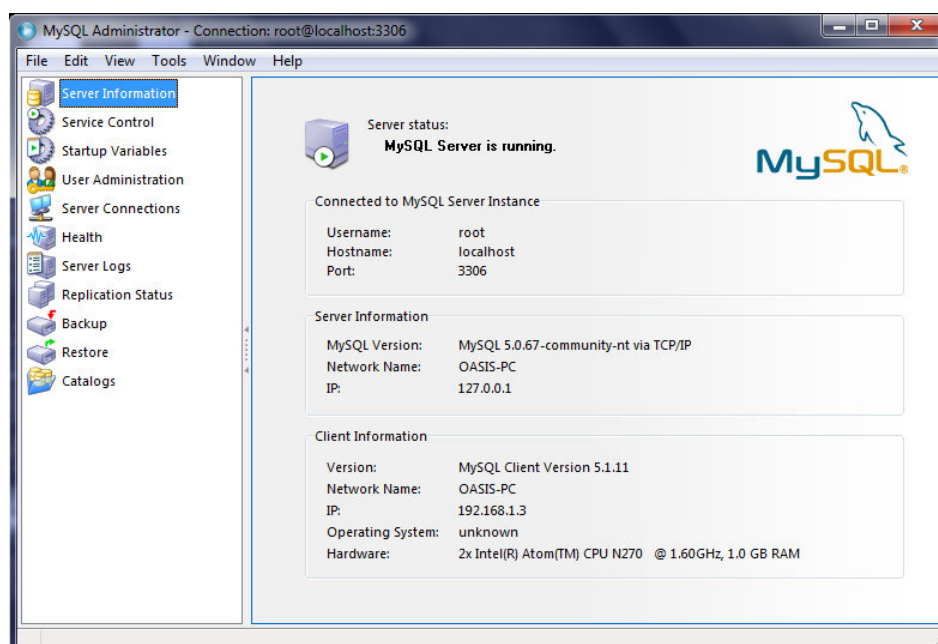 MySQL Administrator - Connection: root@localhost:3306
File Edit View Tools Window Help
Server Information
Service Control
Startup Variables
User Administration
Server Connections
Health
Server Logs
Replication Status
Backup
Restore
Catalogs
Server status:
MySQL Server is running.
MySQL®
Connected to MySQL Server Instance
Username: root
Hostname: localhost
Port: 3306
Server Information
MySQL Version: MySQL 5.0.67-community-nt via TCP/IP
Network Name: OASIS-PC
IP: 127.0.0.1
Client Information
Version: MySQL Client Version 5.1.11
Network Name: OASIS-PC
IP: 192.168.1.3
Operating System: unknown
Hardware: 2x Intel(R) Atom(TM) CPU N270 @ 1.60GHz, 1.0 GB RAM